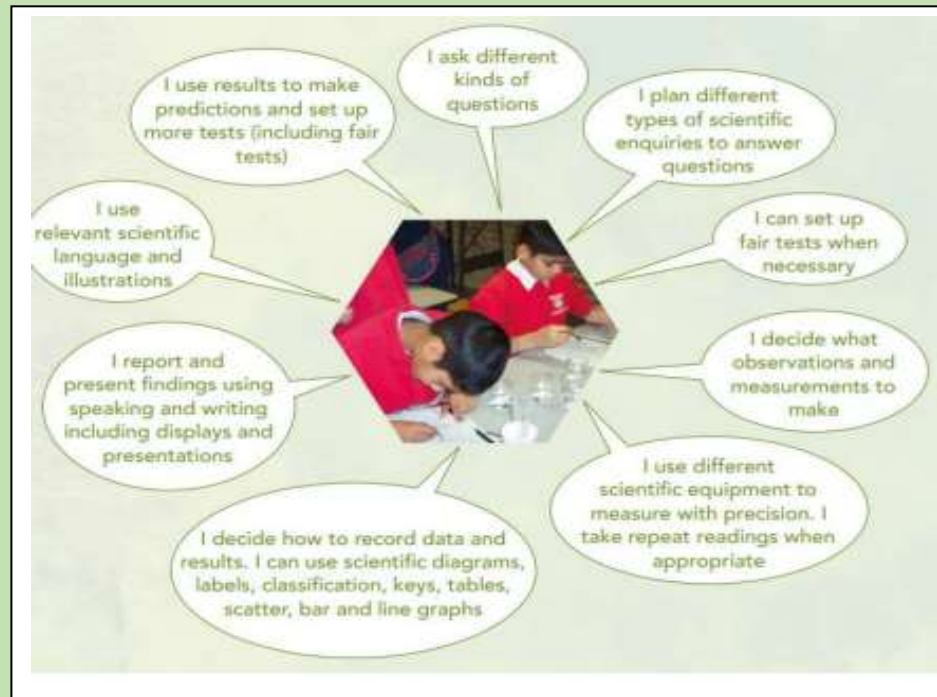 I ask different
kinds of
questions
I plan different
types of scientific
enquiries to answer
questions
I can set up
fair tests when
necessary
I decide what
observations and
measurements to
make
I use different
scientific equipment to
measure with precision. I
take repeat readings when
appropriate
I decide how to record data and
results. I can use scientific diagrams,
labels, classification, keys, tables,
scatter, bar and line graphs
I report and
present findings using
speaking and writing
including displays and
presentations
I use
relevant scientific
language and
illustrations
I use results to make
predictions and set up
more tests (including fair
tests)